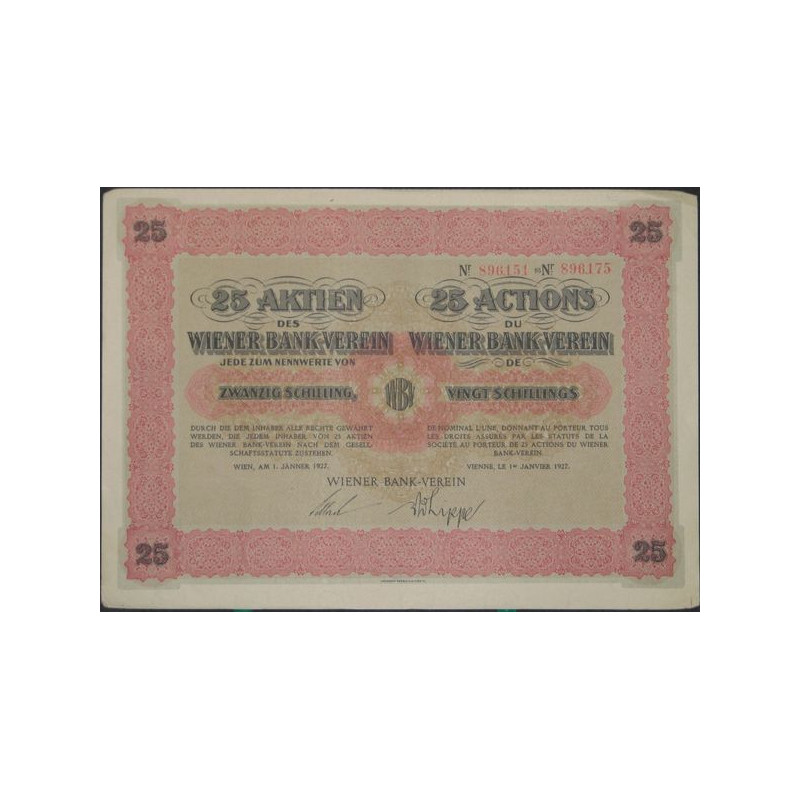 25
25
Nr 896151 bis Nr 896175
25 AKTIEN
DES
WIENER BANK-VEREIN
JEDE ZUM NENNWERTE VON
ZWANZIG SCHILLING,
DURCH DIE DEM INHABER ALLE RECHTE GEWÄHRT
WERDEN, DIE JEDEM INHABER VON 25 AKTIEN
DES WIENER BANK-VEREIN NACH DEM GESELL-
SCHAFTSSTATUTE ZUSTEHEN.
WIEN, AM 1. JÄNNER 1927.
25 ACTIONS
DU
WIENER BANK-VEREIN
DE
VINGT SCHILLINGS
DE NOMINAL L'UNE, DONNANT AU PORTEUR TOUS
LES DROITS ASSURÉS PAR LES STATUTS DE LA
SOCIÉTÉ AU PORTEUR DE 25 ACTIONS DU WIENER
BANK-VEREIN.
VIENNE, LE 1er JANVIER 1927.
WBV
WIENER BANK-VEREIN
25
25